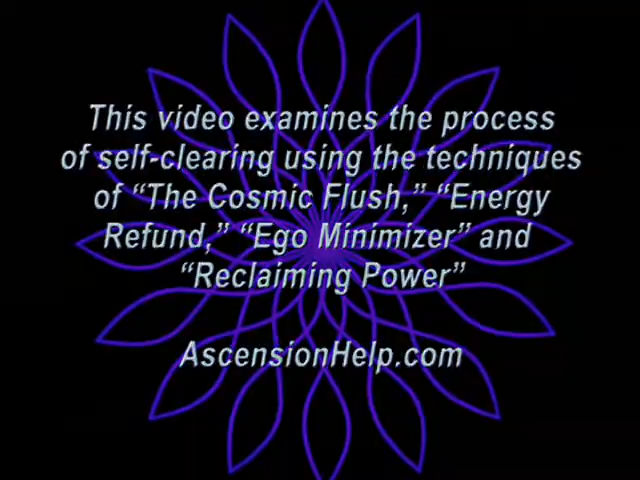 This video examines the process
of self-clearing using the techniques
of “The Cosmic Flush,” “Energy
Refund,” “Ego Minimizer” and
“Reclaiming Power”
AscensionHelp.com